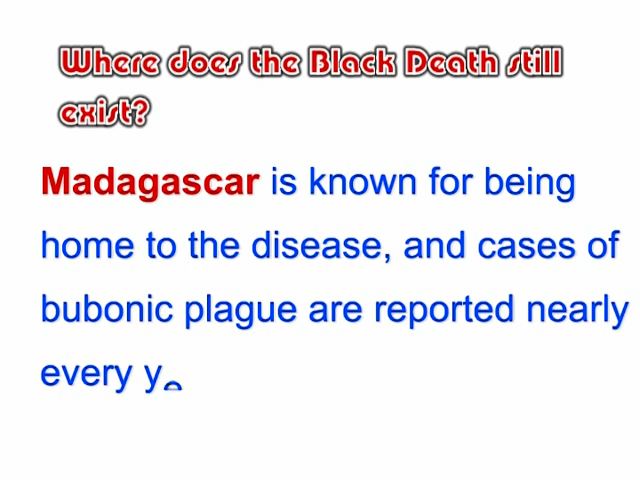 Where does the Black Death still
exist?
Madagascar is known for being
home to the disease, and cases of
bubonic plague are reported nearly
every y